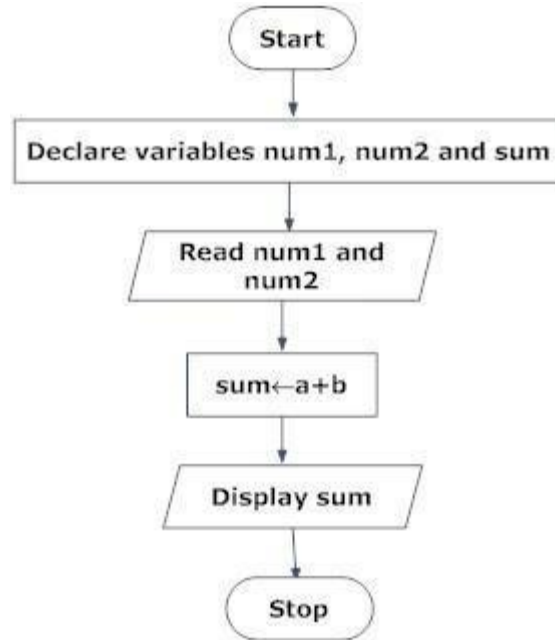 Start
Declare variables num1, num2 and sum
Read num1 and
num2
sum←a+b
Display sum
Stop